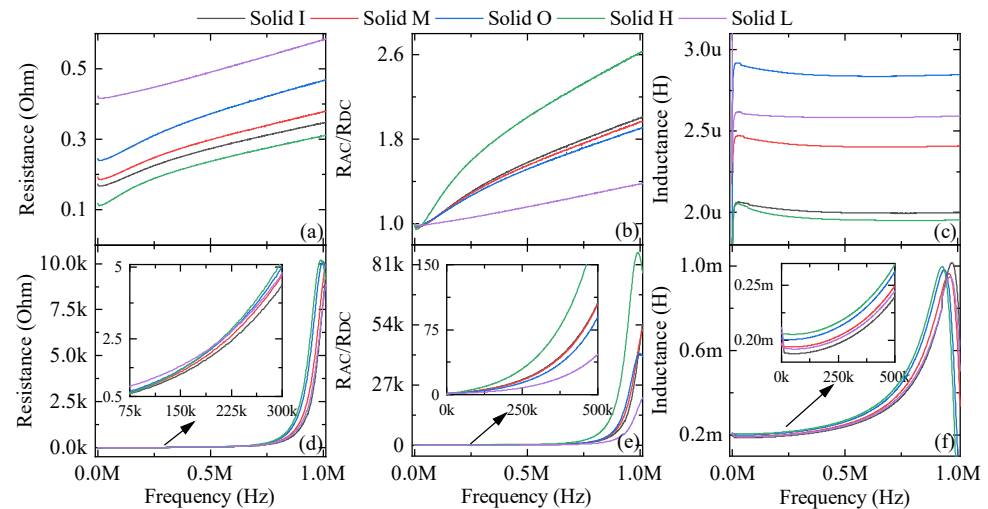 Solid I Solid M Solid O Solid H Solid L
Resistance (Ohm)
0.5
0.3
0.1
(a)
RAC/RDC
2.6
1.8
1.0
(b)
Inductance (H)
3.0u
2.5u
2.0u
(c)
Resistance (Ohm)
10.0k
7.5k
5.0k
2.5k
0.0k
5
2.5
0.5
75k 150k 225k 300k
(d)
0.0M 0.5M 1.0M
Frequency (Hz)
RAC/RDC
81k
54k
27k
0
150
75
0
0k 250k 500k
(e)
0.0M 0.5M 1.0M
Frequency (Hz)
Inductance (H)
1.0m
0.6m
0.2m
0.25m
0.20m
0k 250k 500k
(f)
0.0M 0.5M 1.0M
Frequency (Hz)